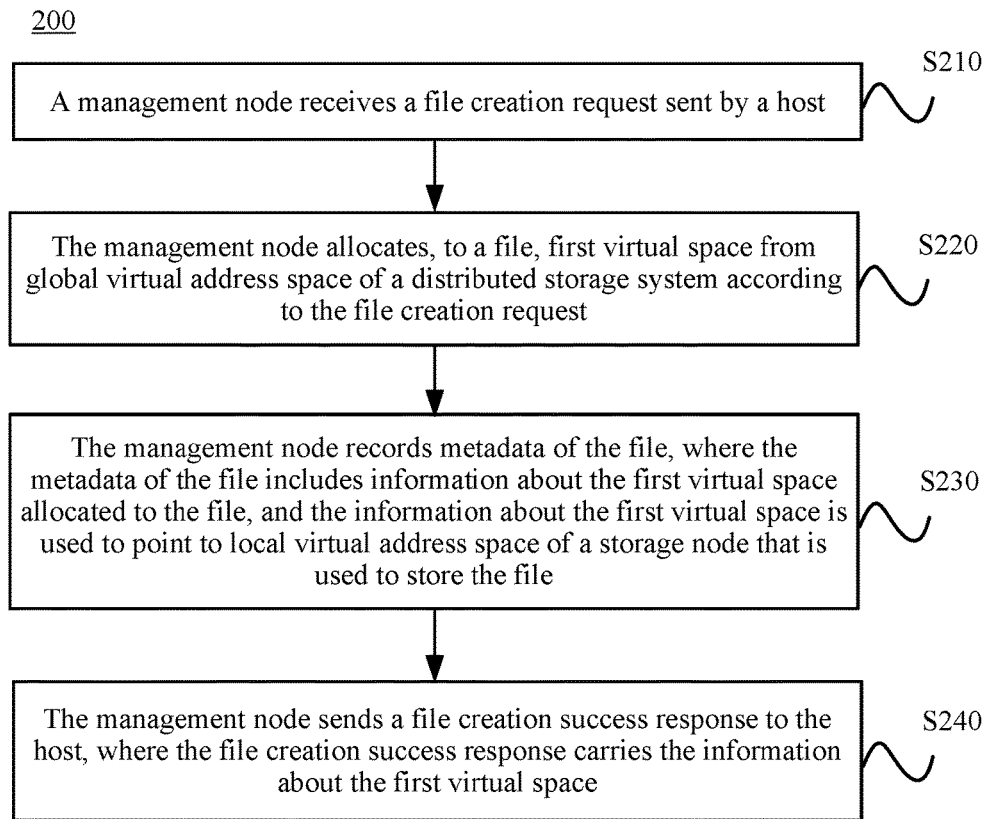 200
S210
A management node receives a file creation request sent by a host
S220
The management node allocates, to a file, first virtual space from
global virtual address space of a distributed storage system according
to the file creation request
S230
The management node records metadata of the file, where the
metadata of the file includes information about the first virtual space
allocated to the file, and the information about the first virtual space is
used to point to local virtual address space of a storage node that is
used to store the file
S240
The management node sends a file creation success response to the
host, where the file creation success response carries the information
about the first virtual space